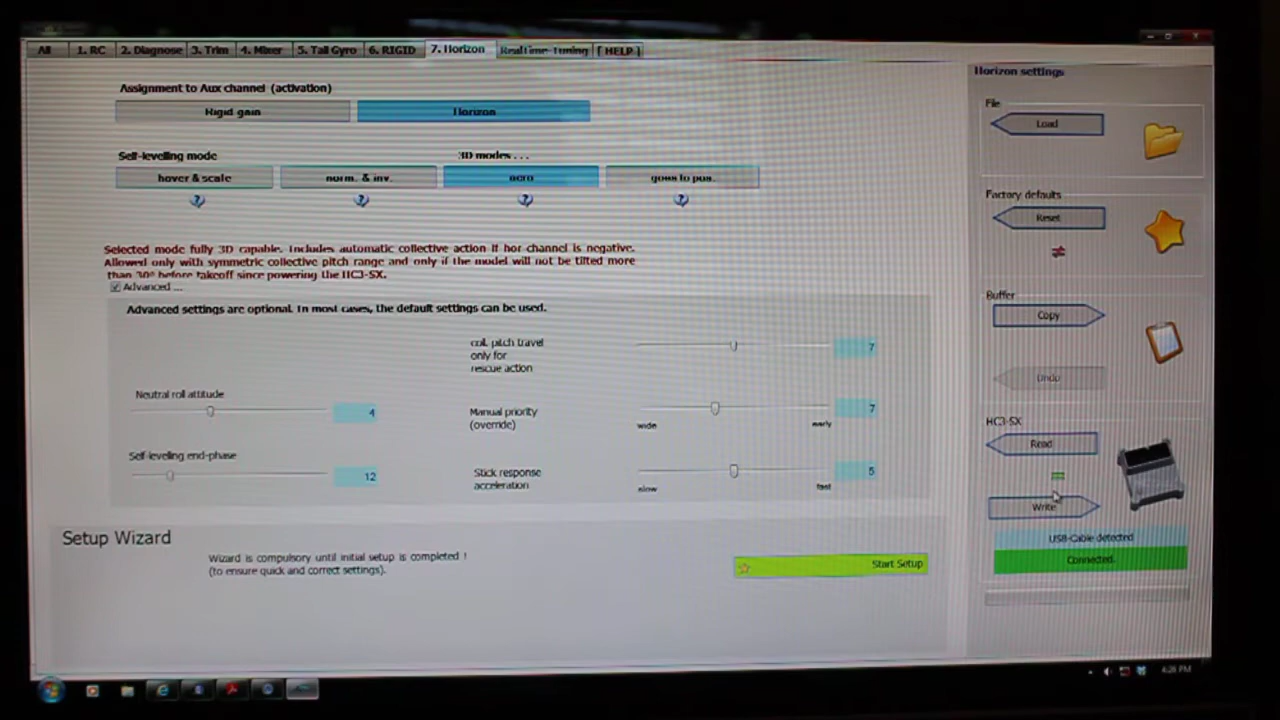 All 1. RC 2. Diagnose 3. Trim 4. Mixer 5. Tail Gyro 6. RIGID 7. Horizon RealTime-Tuning [ HELP ]
Assignment to Aux channel (activation)
Rigid gain Horizon
Self-levelling mode 3D modes . . .
hover & scale norm. & inv. acro goes to pos.
Selected mode fully 3D capable. Includes automatic collective action if hor channel is negative.
Allowed only with symmetric collective pitch range and only if the model will not be tilted more
than 30° before takeoff since powering the HC3-SX.
Advanced ...
Advanced settings are optional. In most cases, the default settings can be used.
coll. pitch travel
only for
rescue action
7
Neutral roll attitude
4
Manual priority
(override)
wide early
7
Self-leveling end-phase
12
Stick response
acceleration
slow fast
5
Setup Wizard
Wizard is compulsory until initial setup is completed !
(to ensure quick and correct settings).
Start Setup
Horizon settings
File
Load
Factory defaults
Reset
Buffer
Copy
Undo
HC3-SX
Read
Write
USB-Cable detected
Connected.
4:28 PM